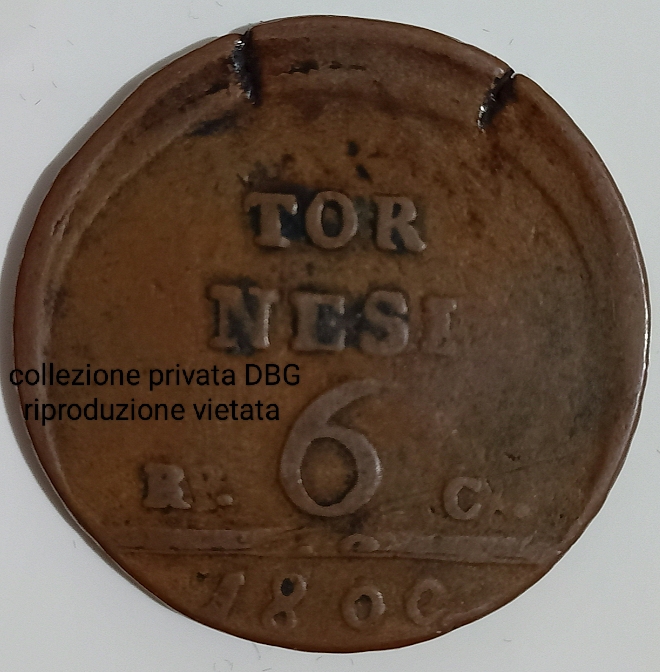 TOR
NESI
collezione privata DBG
riproduzione vietata
6
R. C.
1800